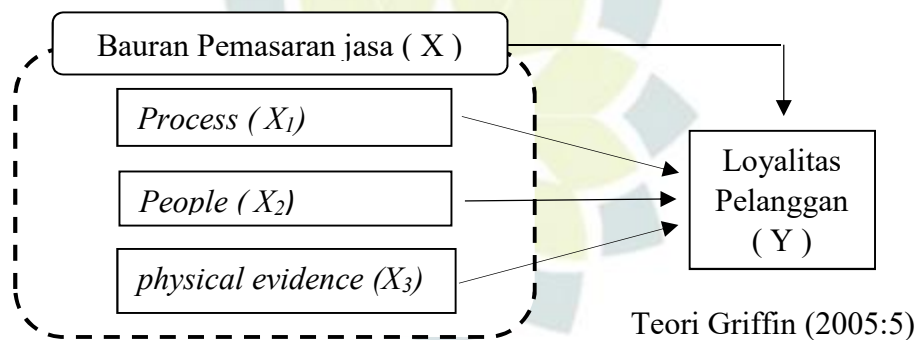 Bauran Pemasaran jasa ( X )
Process ( X1)
People ( X2)
physical evidence (X3)
Loyalitas
Pelanggan
( Y )
Teori Griffin (2005:5)